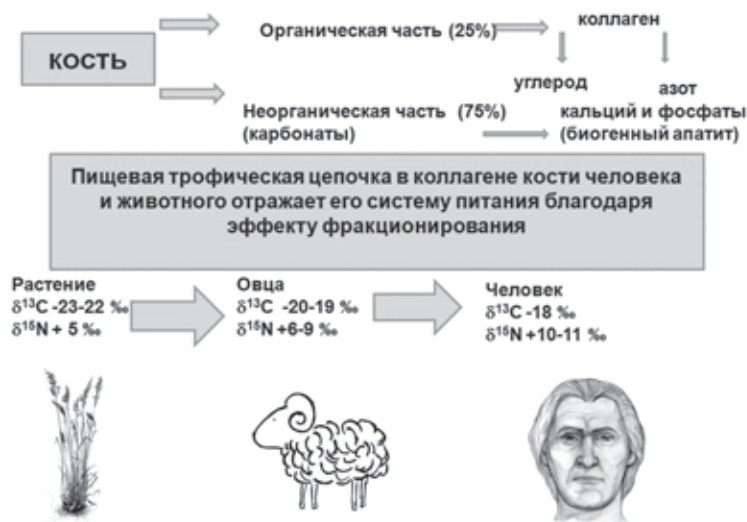 КОСТЬ
Органическая часть (25%)
коллаген
углерод
азот
Неорганическая часть (75%)
(карбонаты)
кальций и фосфаты
(биогенный апатит)
Пищевая трофическая цепочка в коллагене кости человека
и животного отражает его систему питания благодаря
эффекту фракционирования
Растение
δ¹³C -23-22 ‰
δ¹⁵N + 5 ‰
Овца
δ¹³C -20-19 ‰
δ¹⁵N +6-9 ‰
Человек
δ¹³C -18 ‰
δ¹⁵N +10-11 ‰